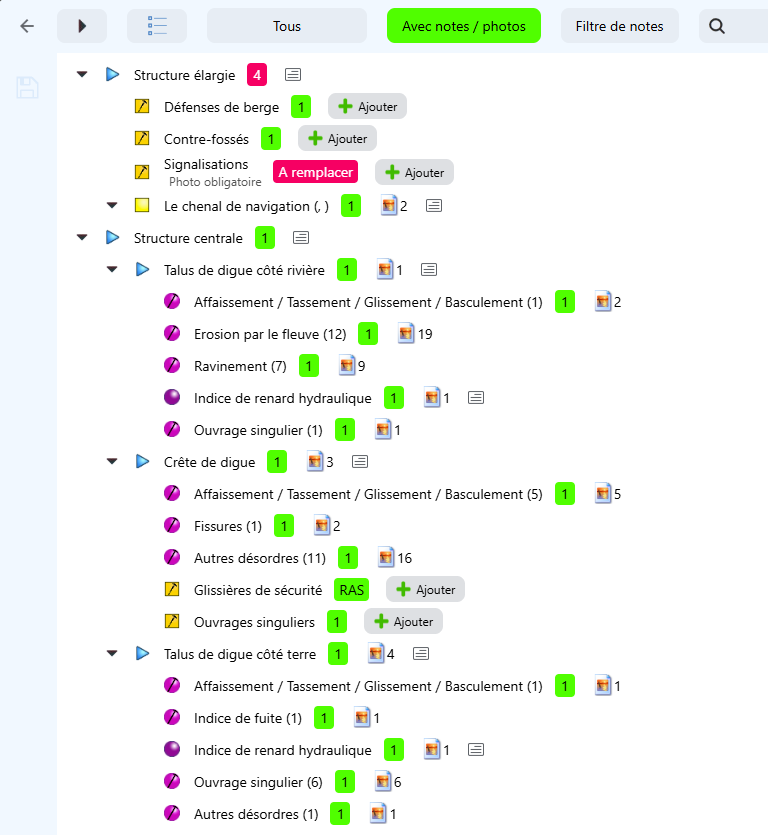 Tous Avec notes / photos Filtre de notes
Structure élargie 4
Défenses de berge 1 Ajouter
Contre-fossés 1 Ajouter
Signalisations
Photo obligatoire A remplacer Ajouter
Le chenal de navigation (, ) 1 2
Structure centrale 1
Talus de digue côté rivière 1 1
Affaissement / Tassement / Glissement / Basculement (1) 1 2
Erosion par le fleuve (12) 1 19
Ravinement (7) 1 9
Indice de renard hydraulique 1 1
Ouvrage singulier (1) 1 1
Crête de digue 1 3
Affaissement / Tassement / Glissement / Basculement (5) 1 5
Fissures (1) 1 2
Autres désordres (11) 1 16
Glissières de sécurité RAS Ajouter
Ouvrages singuliers 1 Ajouter
Talus de digue côté terre 1 4
Affaissement / Tassement / Glissement / Basculement (1) 1 1
Indice de fuite (1) 1 1
Indice de renard hydraulique 1 1
Ouvrage singulier (6) 1 6
Autres désordres (1) 1 1